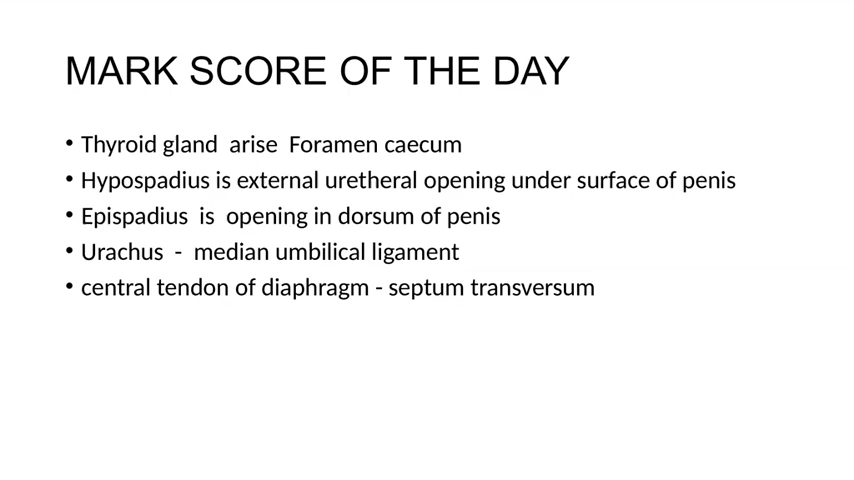 MARK SCORE OF THE DAY
• Thyroid gland  arise  Foramen caecum
• Hypospadius is external uretheral opening under surface of penis
• Epispadius  is  opening in dorsum of penis
• Urachus  -  median umbilical ligament
• central tendon of diaphragm - septum transversum